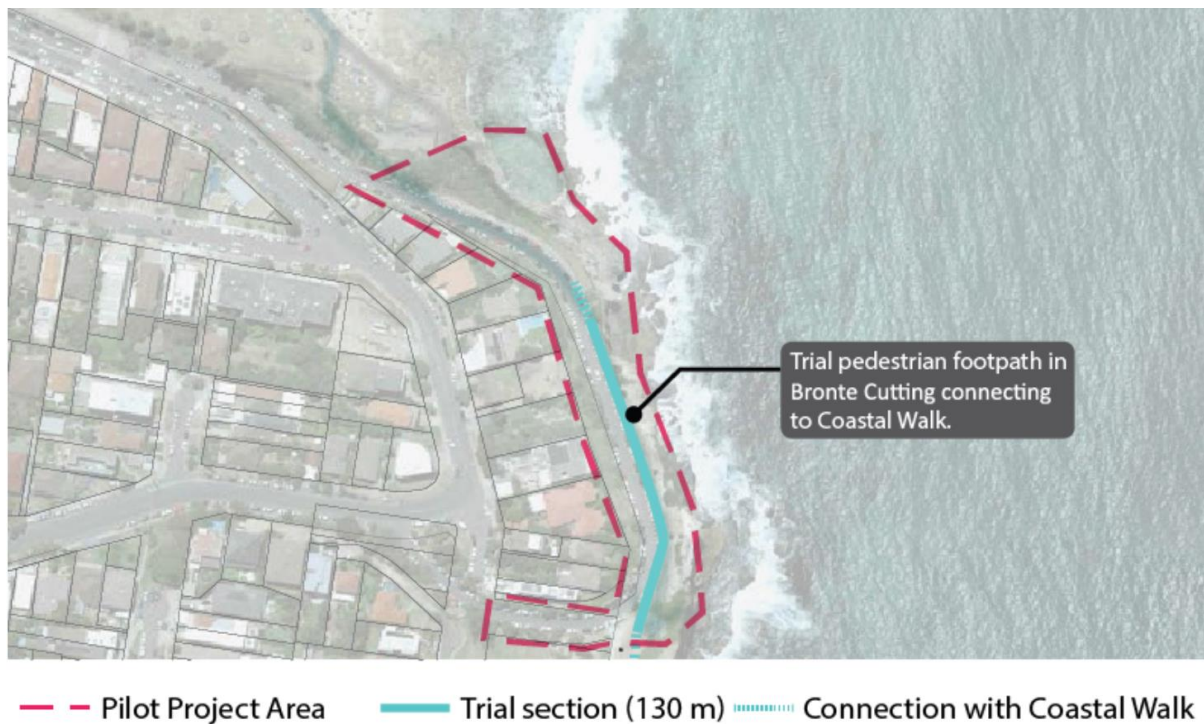 Trial pedestrian footpath in
Bronte Cutting connecting
to Coastal Walk.
Pilot Project Area
Trial section (130 m)
Connection with Coastal Walk